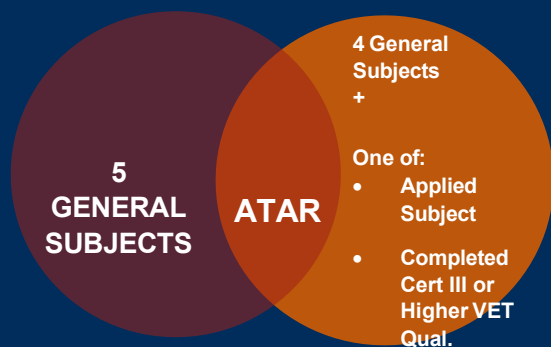 5
GENERAL
SUBJECTS
ATAR
4 General
Subjects
+
One of:
• Applied
Subject
• Completed
Cert III or
Higher VET
Qual.